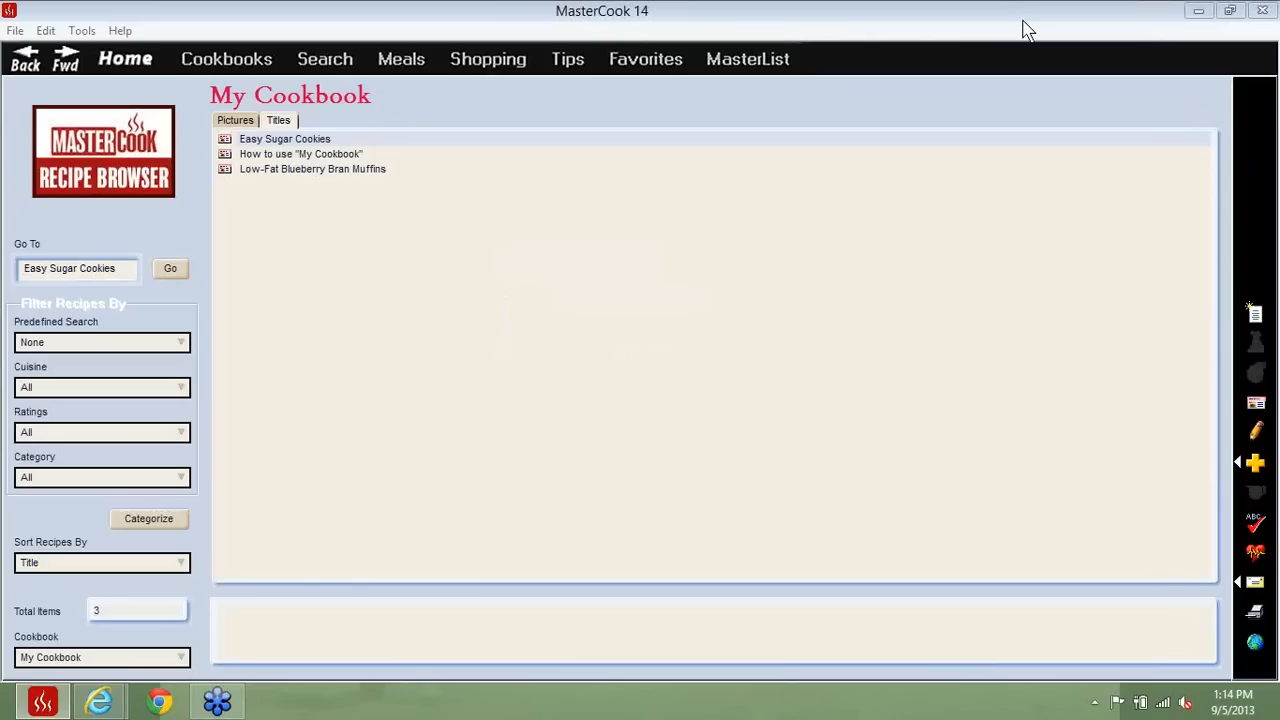 MasterCook 14
File Edit Tools Help
Back Fwd Home Cookbooks Search Meals Shopping Tips Favorites MasterList
My Cookbook
Pictures Titles
Easy Sugar Cookies
How to use "My Cookbook"
Low-Fat Blueberry Bran Muffins
MASTERCOOK
RECIPE BROWSER
Go To
Easy Sugar Cookies Go
Filter Recipes By
Predefined Search
None
Cuisine
All
Ratings
All
Category
All
Categorize
Sort Recipes By
Title
Total Items 3
Cookbook
My Cookbook
ABC
1:14 PM
9/5/2013